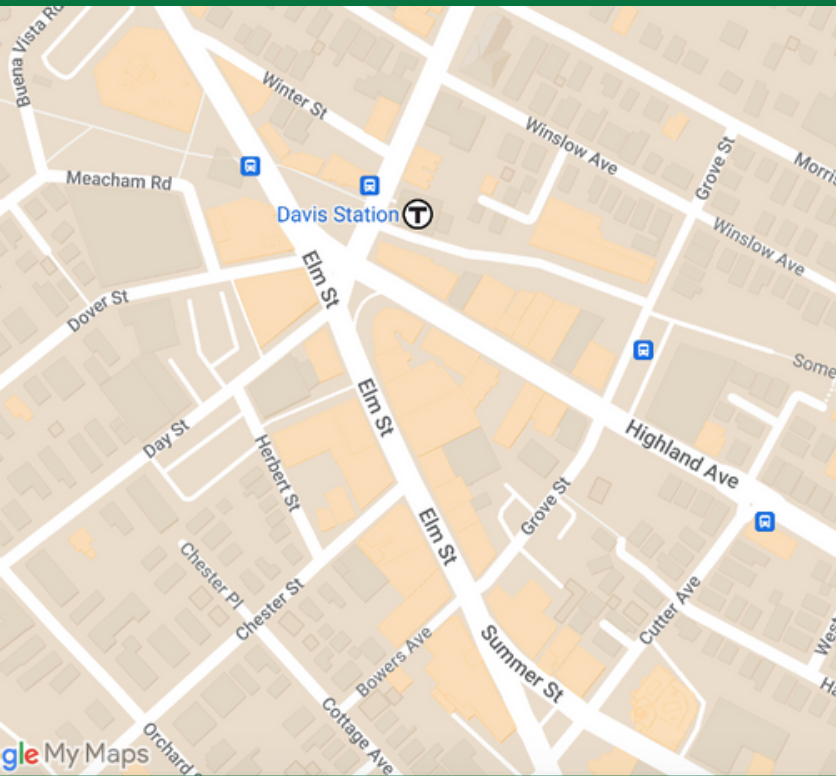 Buena Vista Rd
Winter St
Winslow Ave
Grove St
Morris
Meacham Rd
Davis Station T
Winslow Ave
Elm St
Dover St
Some
Elm St
Day St
Highland Ave
Herbert St
Grove St
Elm St
Chester Pl
Chester St
Cutter Ave
West
Bowers Ave
Summer St
Ha
Cottage Ave
Orchard
gle My Maps